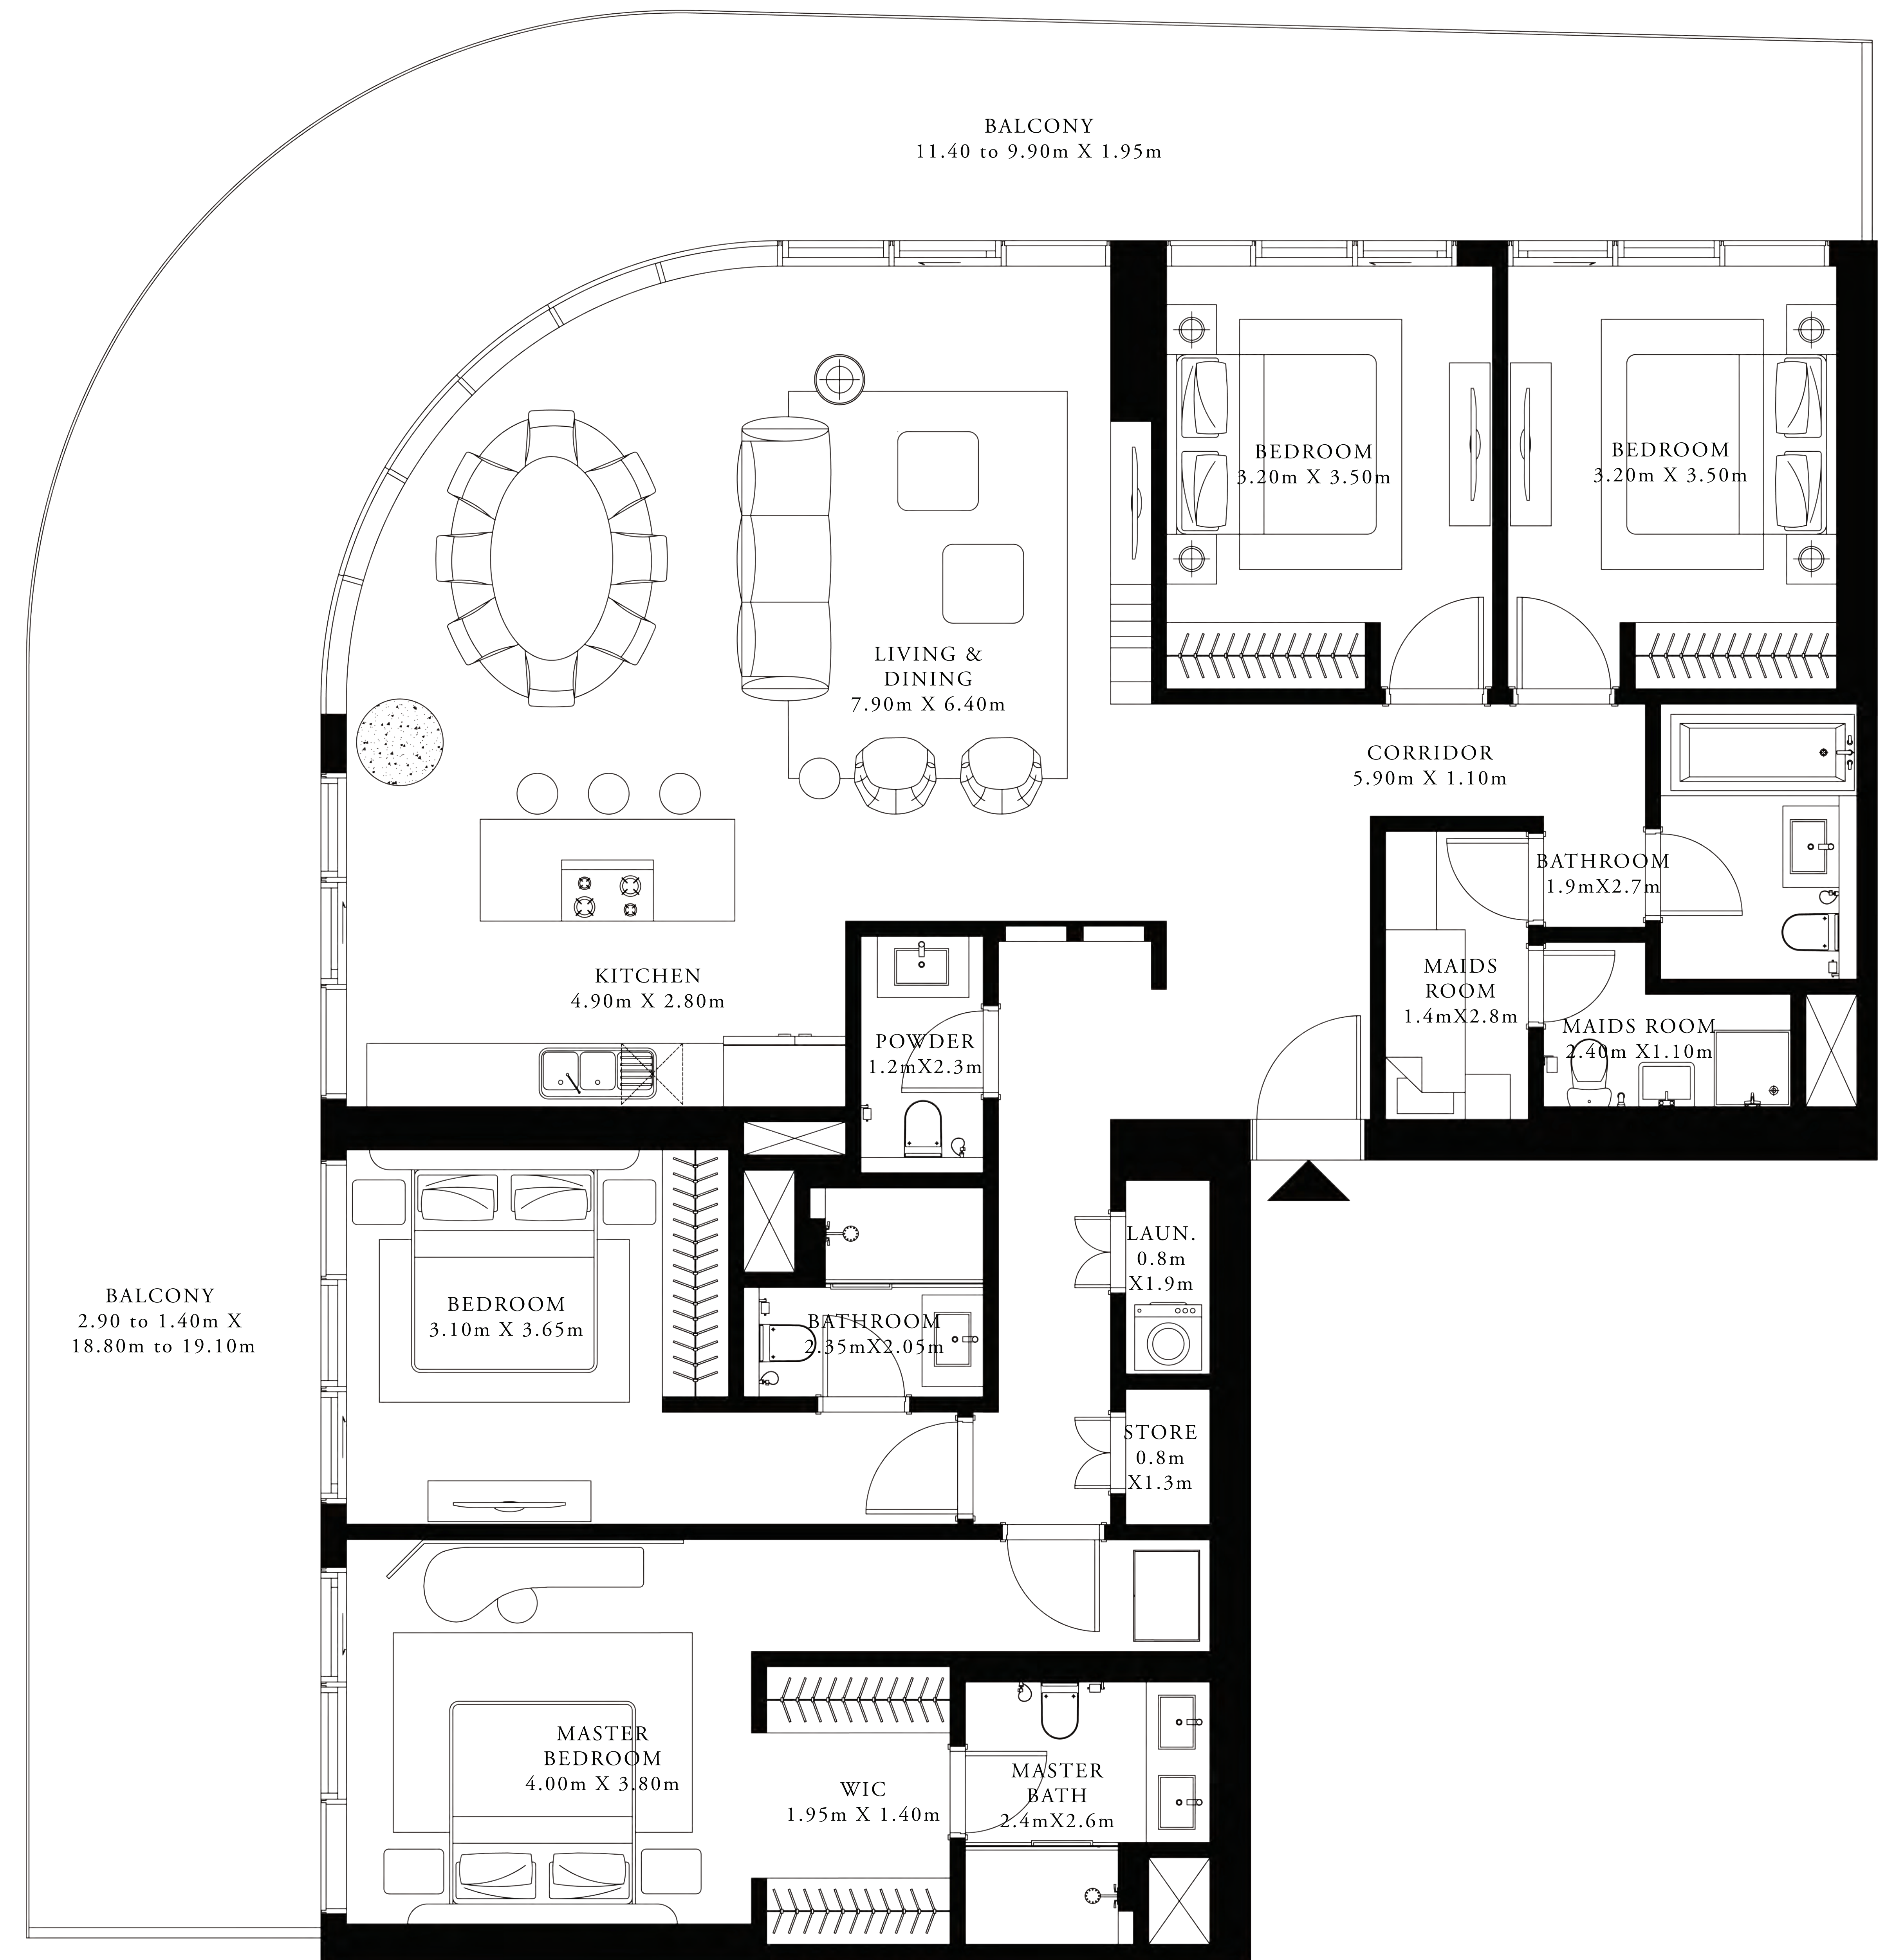 BALCONY
11.40 to 9.90m X 1.95m
BEDROOM
3.20m X 3.50m
BEDROOM
3.20m X 3.50m
LIVING &
DINING
7.90m X 6.40m
CORRIDOR
5.90m X 1.10m
BATHROOM
1.9mX2.7m
KITCHEN
4.90m X 2.80m
MAIDS
ROOM
1.4mX2.8m
POWDER
1.2mX2.3m
MAIDS ROOM
2.40m X1.10m
LAUN.
0.8m
X1.9m
BALCONY
2.90 to 1.40m X
18.80m to 19.10m
BEDROOM
3.10m X 3.65m
BATHROOM
2.35mX2.05m
STORE
0.8m
X1.3m
MASTER
BEDROOM
4.00m X 3.80m
WIC
1.95m X 1.40m
MASTER
BATH
2.4mX2.6m